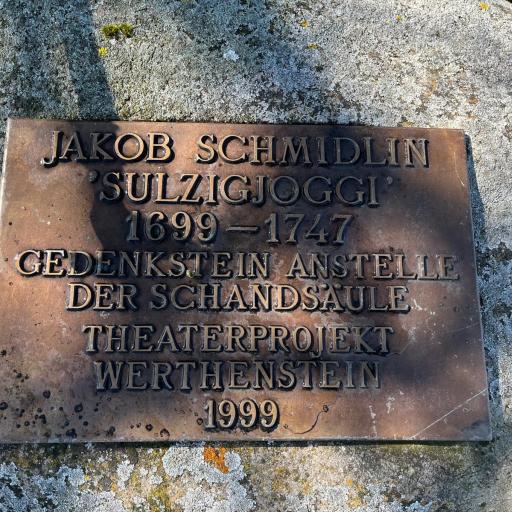 JAKOB SCHMIDLIN
'SULZIGJOGGI'
1699 – 1747
GEDENKSTEIN ANSTELLE
DER SCHANDSÄULE
THEATERPROJEKT
WERTHENSTEIN
1999